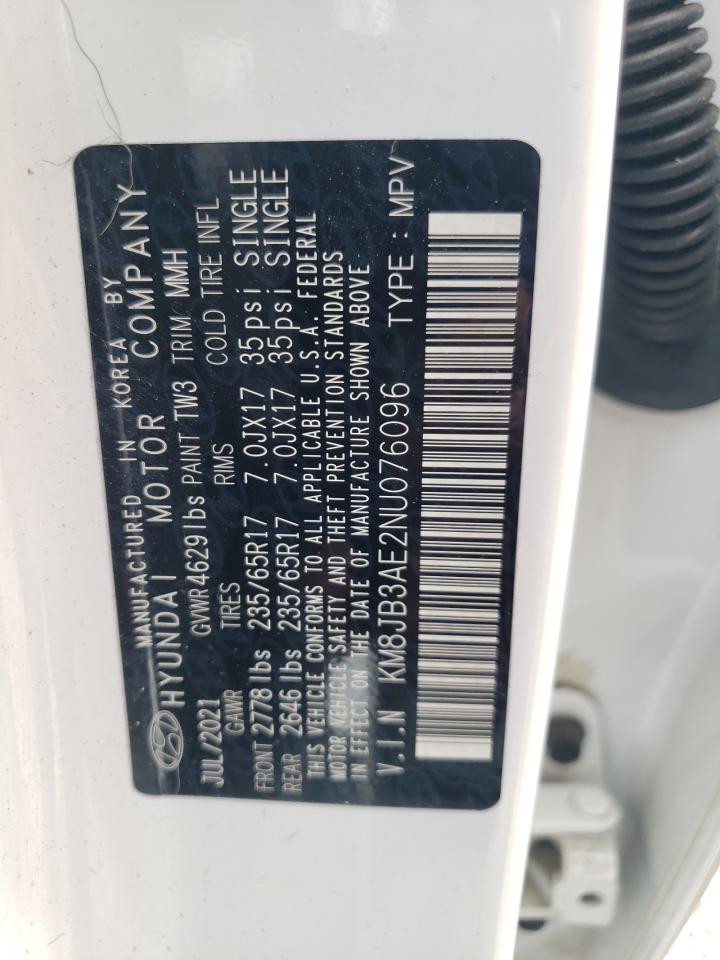 MANUFACTURED IN KOREA BY
HYUNDAI MOTOR COMPANY
JUL/2021 GVWR4629lbs PAINT TW3 TRIM MMH
GAWR TIRES RIMS COLD TIRE INFL
FRONT 2778lbs 235/65R17 7.0JX17 35psi SINGLE
REAR 2646lbs 235/65R17 7.0JX17 35psi SINGLE
THIS VEHICLE CONFORMS TO ALL APPLICABLE U.S.A. FEDERAL
MOTOR VEHICLE SAFETY AND THEFT PREVENTION STANDARDS
IN EFFECT ON THE DATE OF MANUFACTURE SHOWN ABOVE
V.I.N KM8JB3AE2NU076096 TYPE : MPV